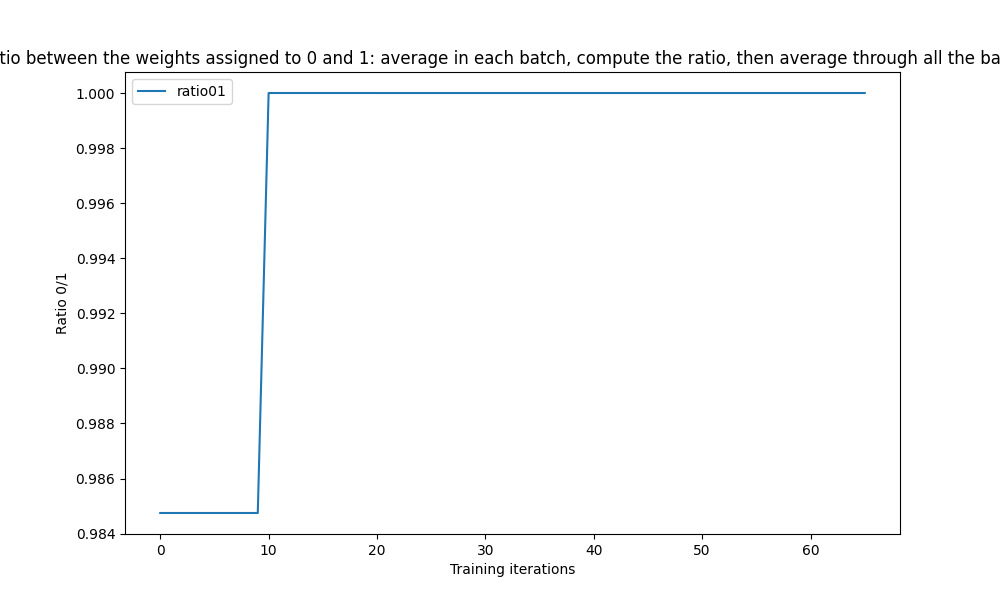 tio between the weights assigned to 0 and 1: average in each batch, compute the ratio, then average through all the ba
ratio01
1.000
0.998
0.996
0.994
0.992
0.990
0.988
0.986
0.984
Ratio 0/1
0 10 20 30 40 50 60
Training iterations